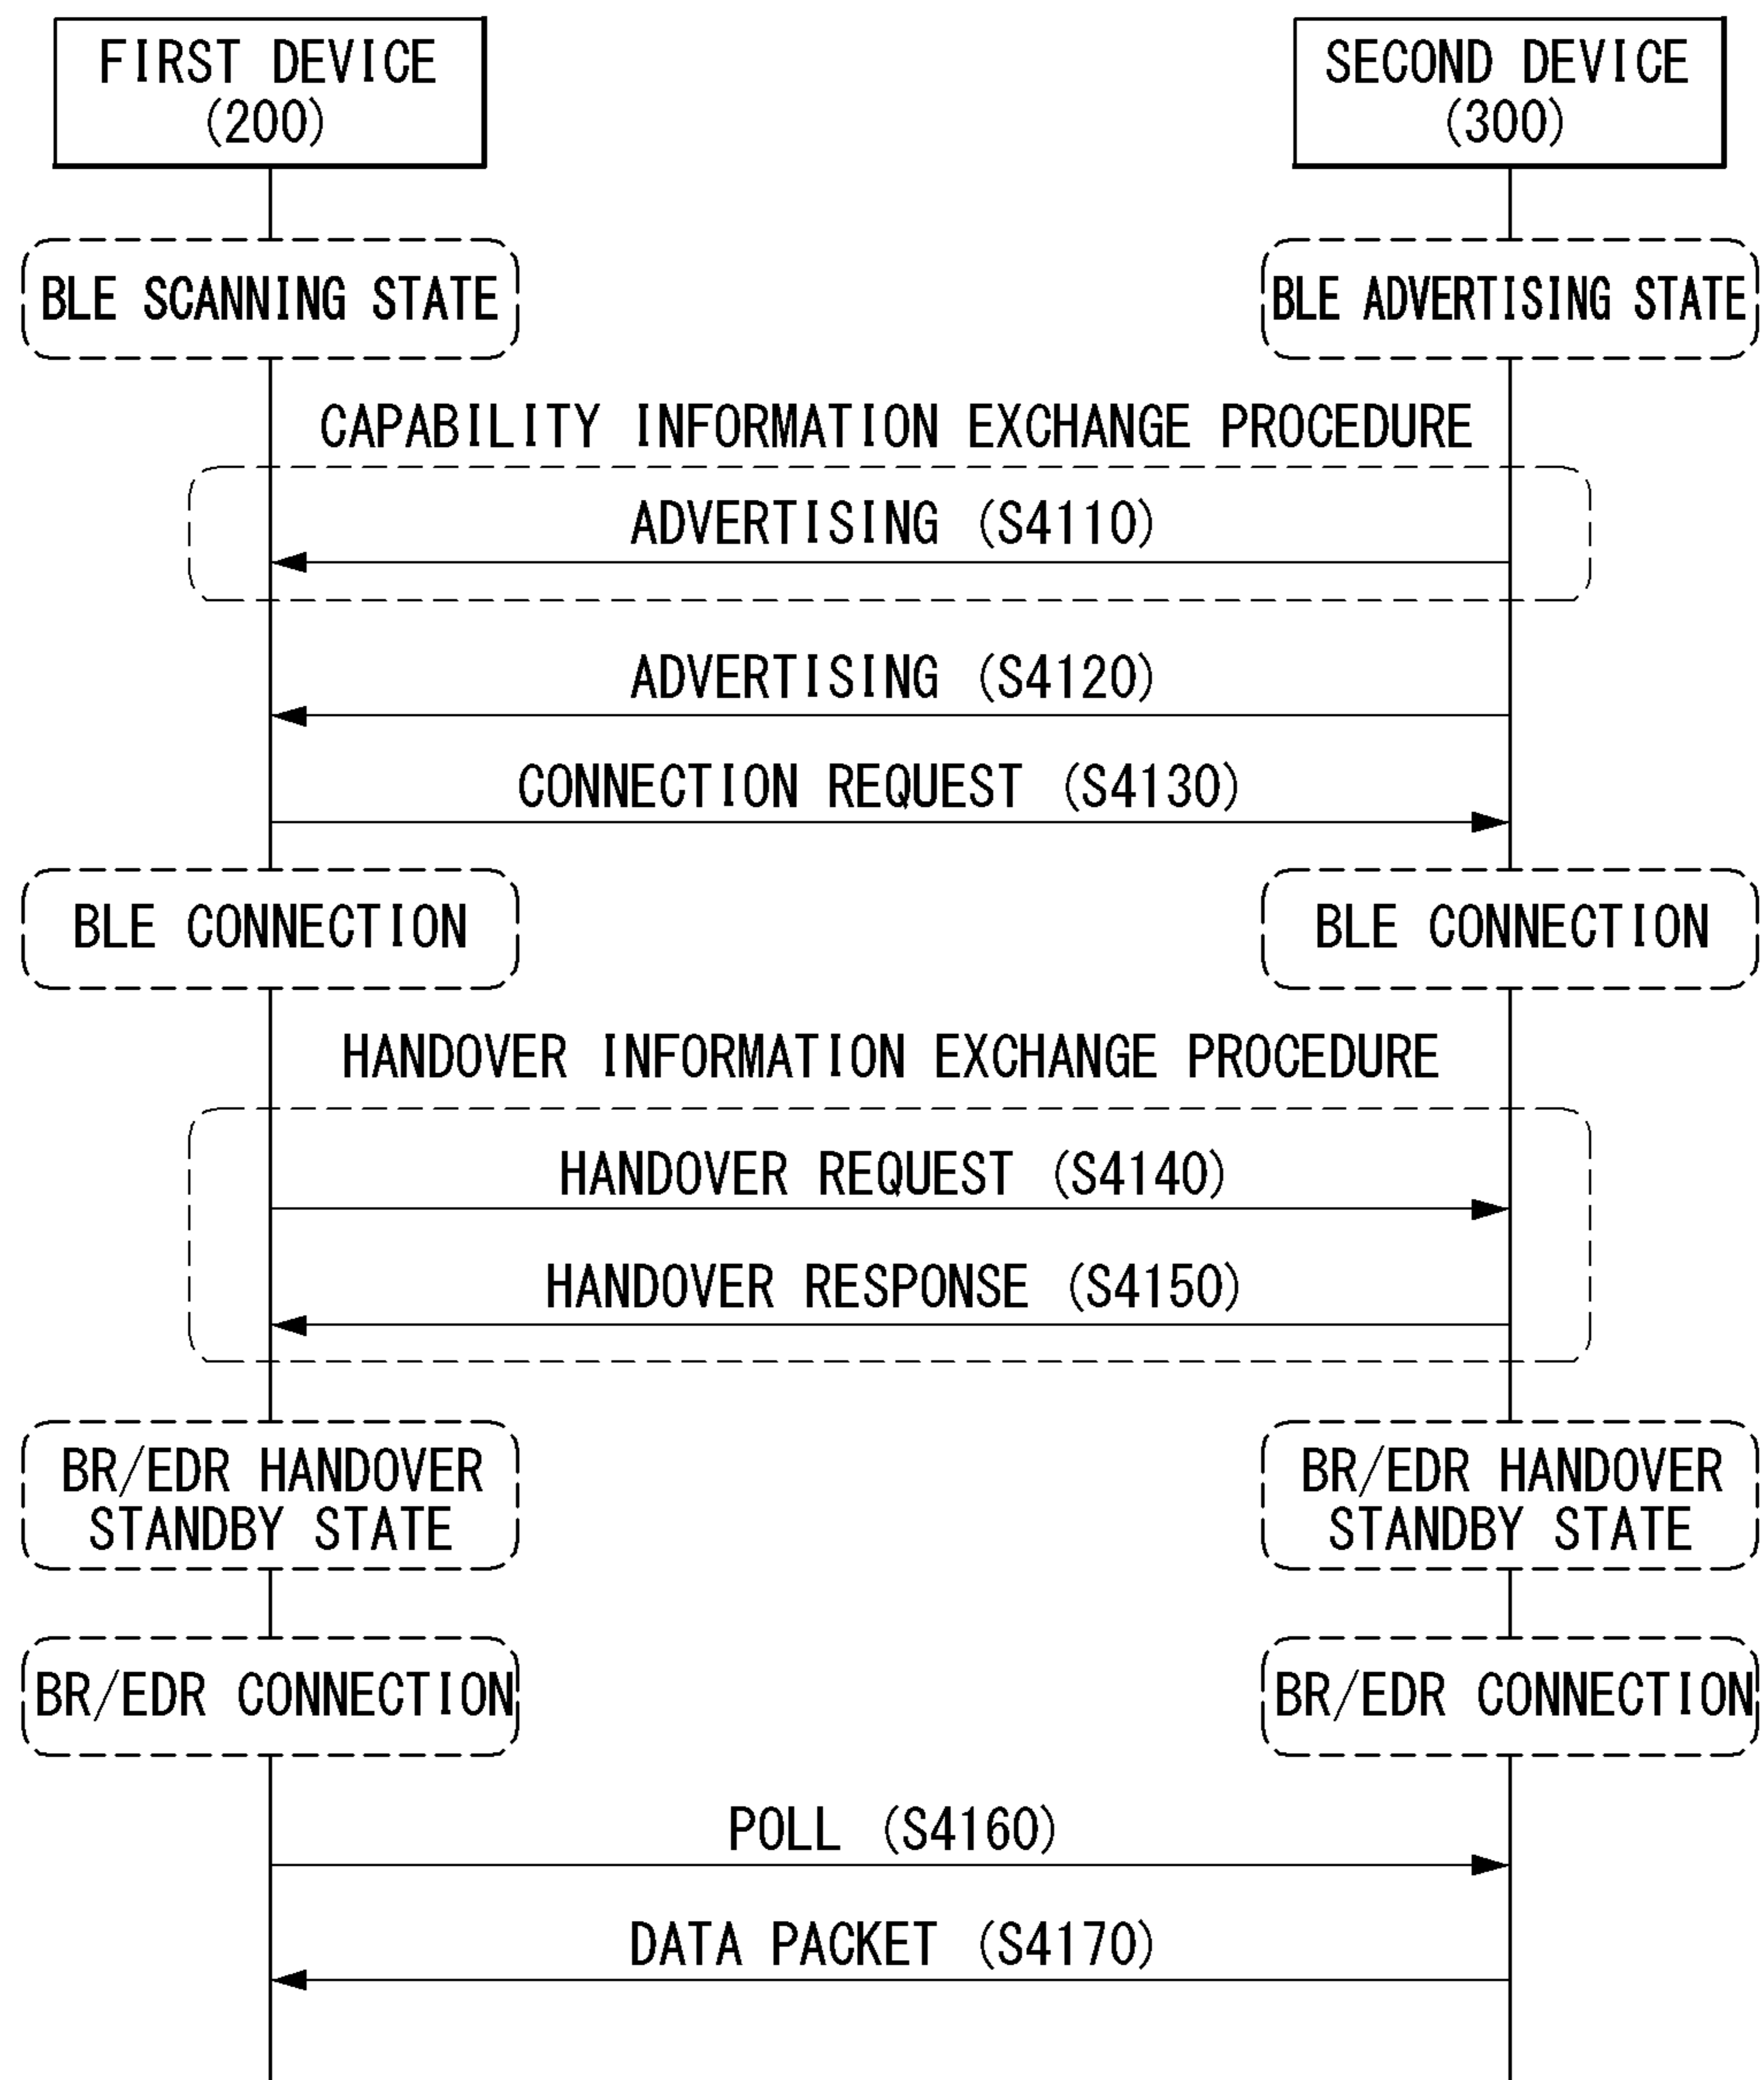 FIRST DEVICE
(200)
SECOND DEVICE
(300)
BLE SCANNING STATE
BLE ADVERTISING STATE
CAPABILITY INFORMATION EXCHANGE PROCEDURE
ADVERTISING (S4110)
ADVERTISING (S4120)
CONNECTION REQUEST (S4130)
BLE CONNECTION
BLE CONNECTION
HANDOVER INFORMATION EXCHANGE PROCEDURE
HANDOVER REQUEST (S4140)
HANDOVER RESPONSE (S4150)
BR/EDR HANDOVER
STANDBY STATE
BR/EDR HANDOVER
STANDBY STATE
BR/EDR CONNECTION
BR/EDR CONNECTION
POLL (S4160)
DATA PACKET (S4170)